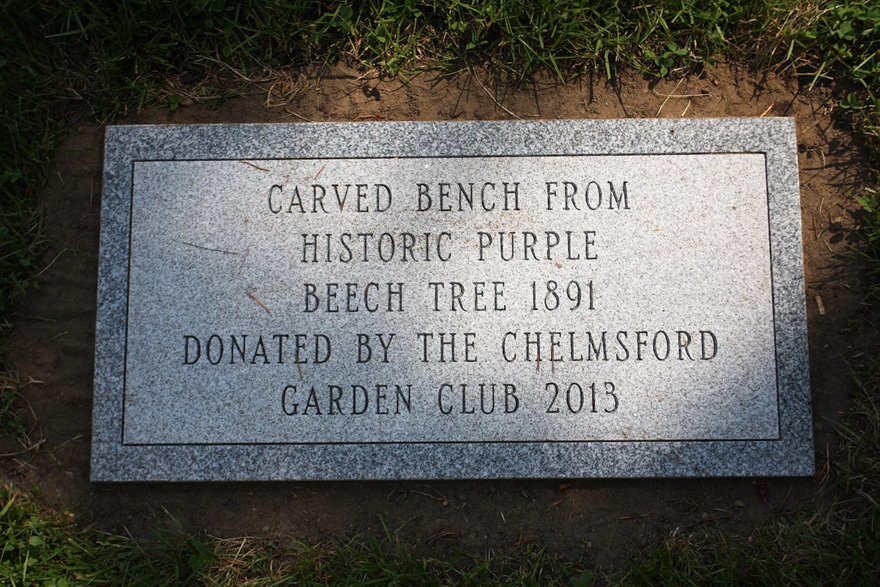 CARVED BENCH FROM
HISTORIC PURPLE
BEECH TREE 1891
DONATED BY THE CHELMSFORD
GARDEN CLUB 2013